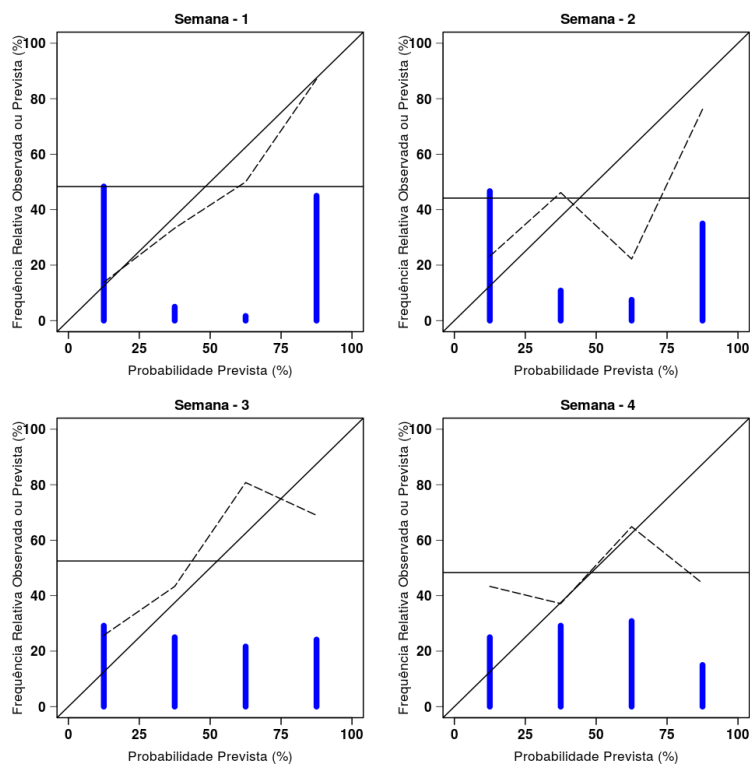 Semana - 1
Frequência Relativa Observada ou Prevista (%)
100
80
60
40
20
0
0 25 50 75 100
Probabilidade Prevista (%)
Semana - 2
Frequência Relativa Observada ou Prevista (%)
100
80
60
40
20
0
0 25 50 75 100
Probabilidade Prevista (%)
Semana - 3
Frequência Relativa Observada ou Prevista (%)
100
80
60
40
20
0
0 25 50 75 100
Probabilidade Prevista (%)
Semana - 4
Frequência Relativa Observada ou Prevista (%)
100
80
60
40
20
0
0 25 50 75 100
Probabilidade Prevista (%)